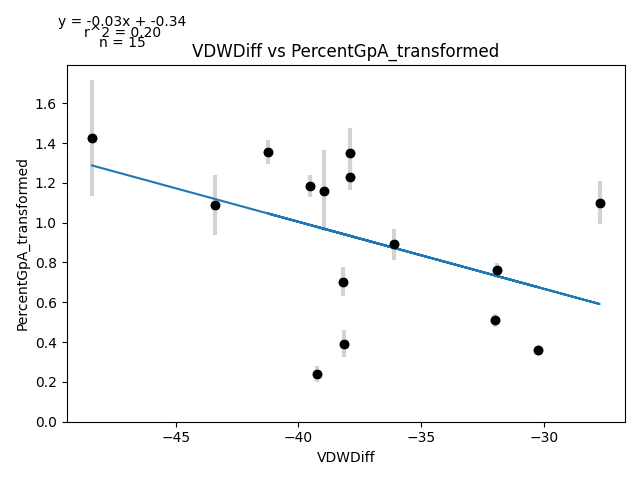 y = -0.03x + -0.34
r^2 = 0.20
n = 15
VDWDiff vs PercentGpA_transformed
1.6
1.4
1.2
1.0
0.8
0.6
0.4
0.2
0.0
PercentGpA_transformed
−45
−40
−35
−30
VDWDiff